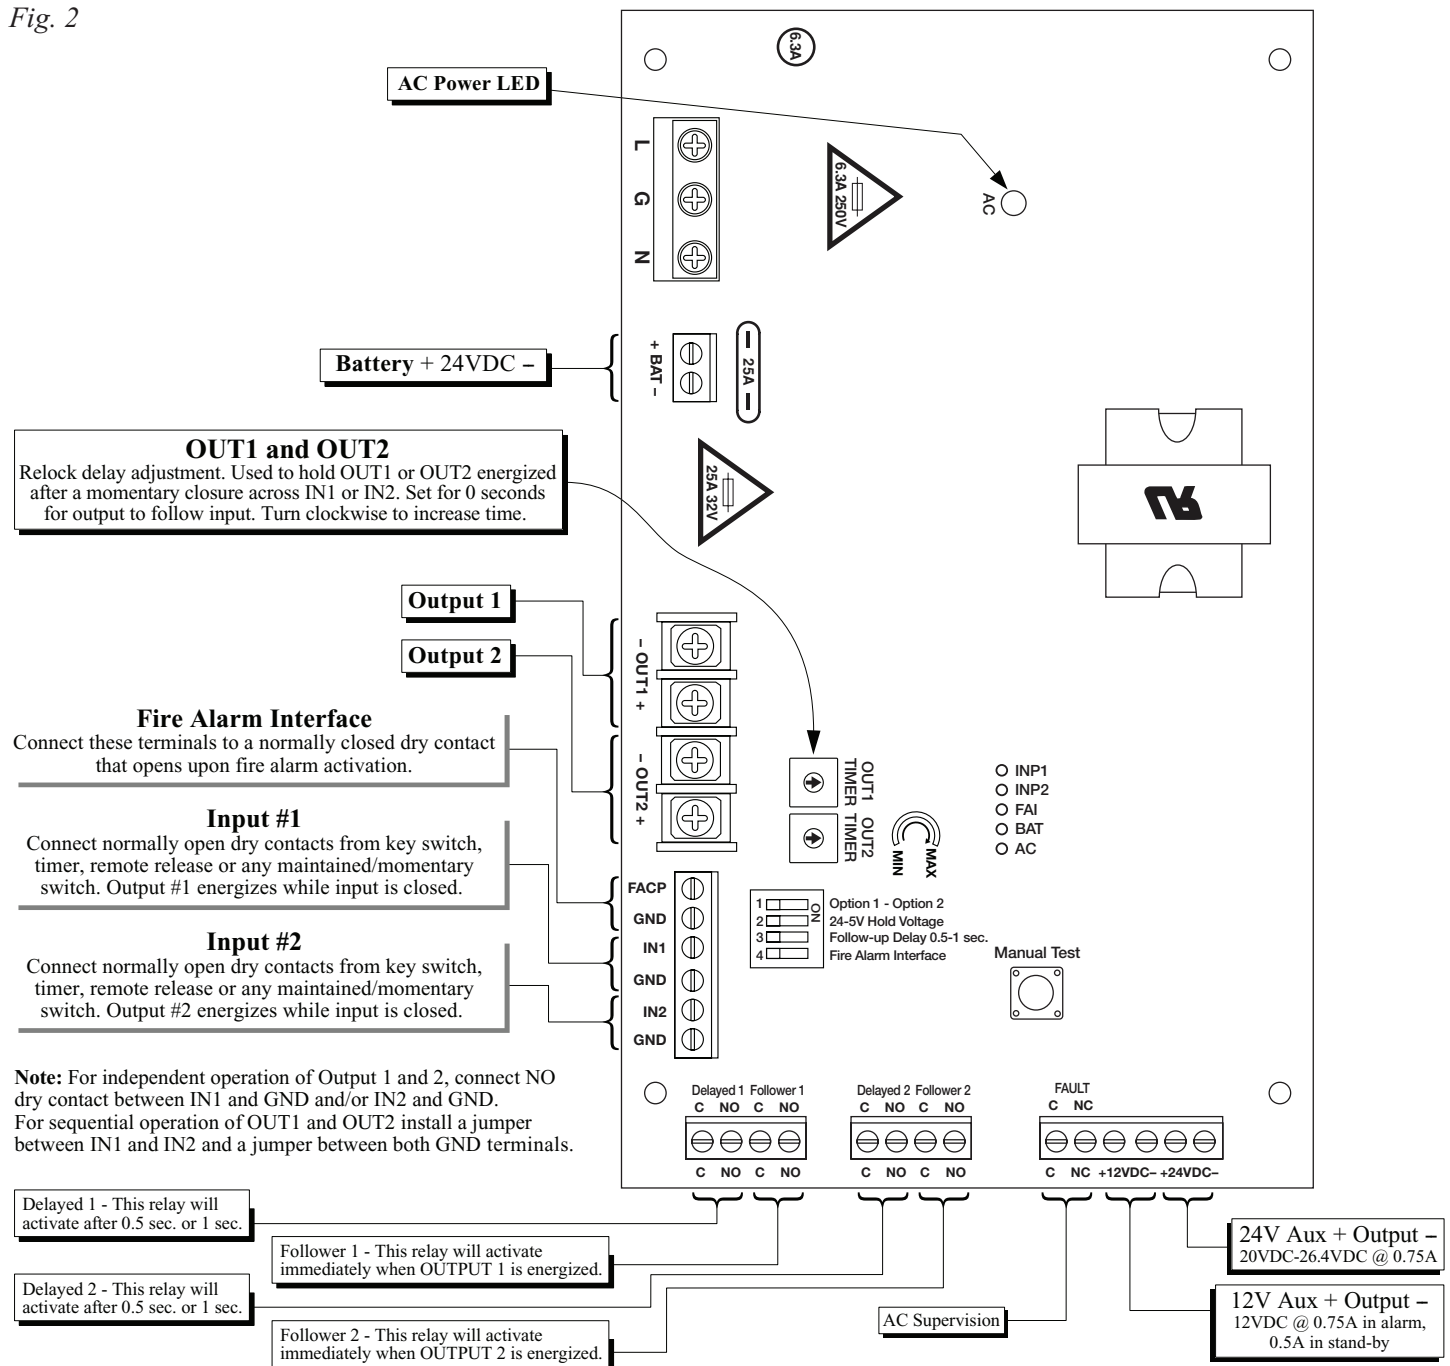 Fig. 2
6.3A
AC Power LED
L
G
N
6.3A 250V
AC
Battery + 24VDC –
+ BAT –
25A
OUT1 and OUT2
Relock delay adjustment. Used to hold OUT1 or OUT2 energized
after a momentary closure across IN1 or IN2. Set for 0 seconds
for output to follow input. Turn clockwise to increase time.
25A 32V
Output 1
Output 2
– OUT1 +
– OUT2 +
Fire Alarm Interface
Connect these terminals to a normally closed dry contact
that opens upon fire alarm activation.
OUT1
TIMER
OUT2
TIMER
MIN
MAX
INP1
INP2
FAI
BAT
AC
Input #1
Connect normally open dry contacts from key switch,
timer, remote release or any maintained/momentary
switch. Output #1 energizes while input is closed.
Input #2
Connect normally open dry contacts from key switch,
timer, remote release or any maintained/momentary
switch. Output #2 energizes while input is closed.
FACP
GND
IN1
GND
IN2
GND
ON
1 Option 1 - Option 2
2 24-5V Hold Voltage
3 Follow-up Delay 0.5-1 sec.
4 Fire Alarm Interface
Manual Test
Note: For independent operation of Output 1 and 2, connect NO
dry contact between IN1 and GND and/or IN2 and GND.
For sequential operation of OUT1 and OUT2 install a jumper
between IN1 and IN2 and a jumper between both GND terminals.
Delayed 1 Follower 1
C NO C NO
C NO C NO
Delayed 2 Follower 2
C NO C NO
C NO C NO
FAULT
C NC
C NC +12VDC– +24VDC–
Delayed 1 - This relay will
activate after 0.5 sec. or 1 sec.
Follower 1 - This relay will activate
immediately when OUTPUT 1 is energized.
Delayed 2 - This relay will
activate after 0.5 sec. or 1 sec.
Follower 2 - This relay will activate
immediately when OUTPUT 2 is energized.
AC Supervision
24V Aux + Output –
20VDC-26.4VDC @ 0.75A
12V Aux + Output –
12VDC @ 0.75A in alarm,
0.5A in stand-by